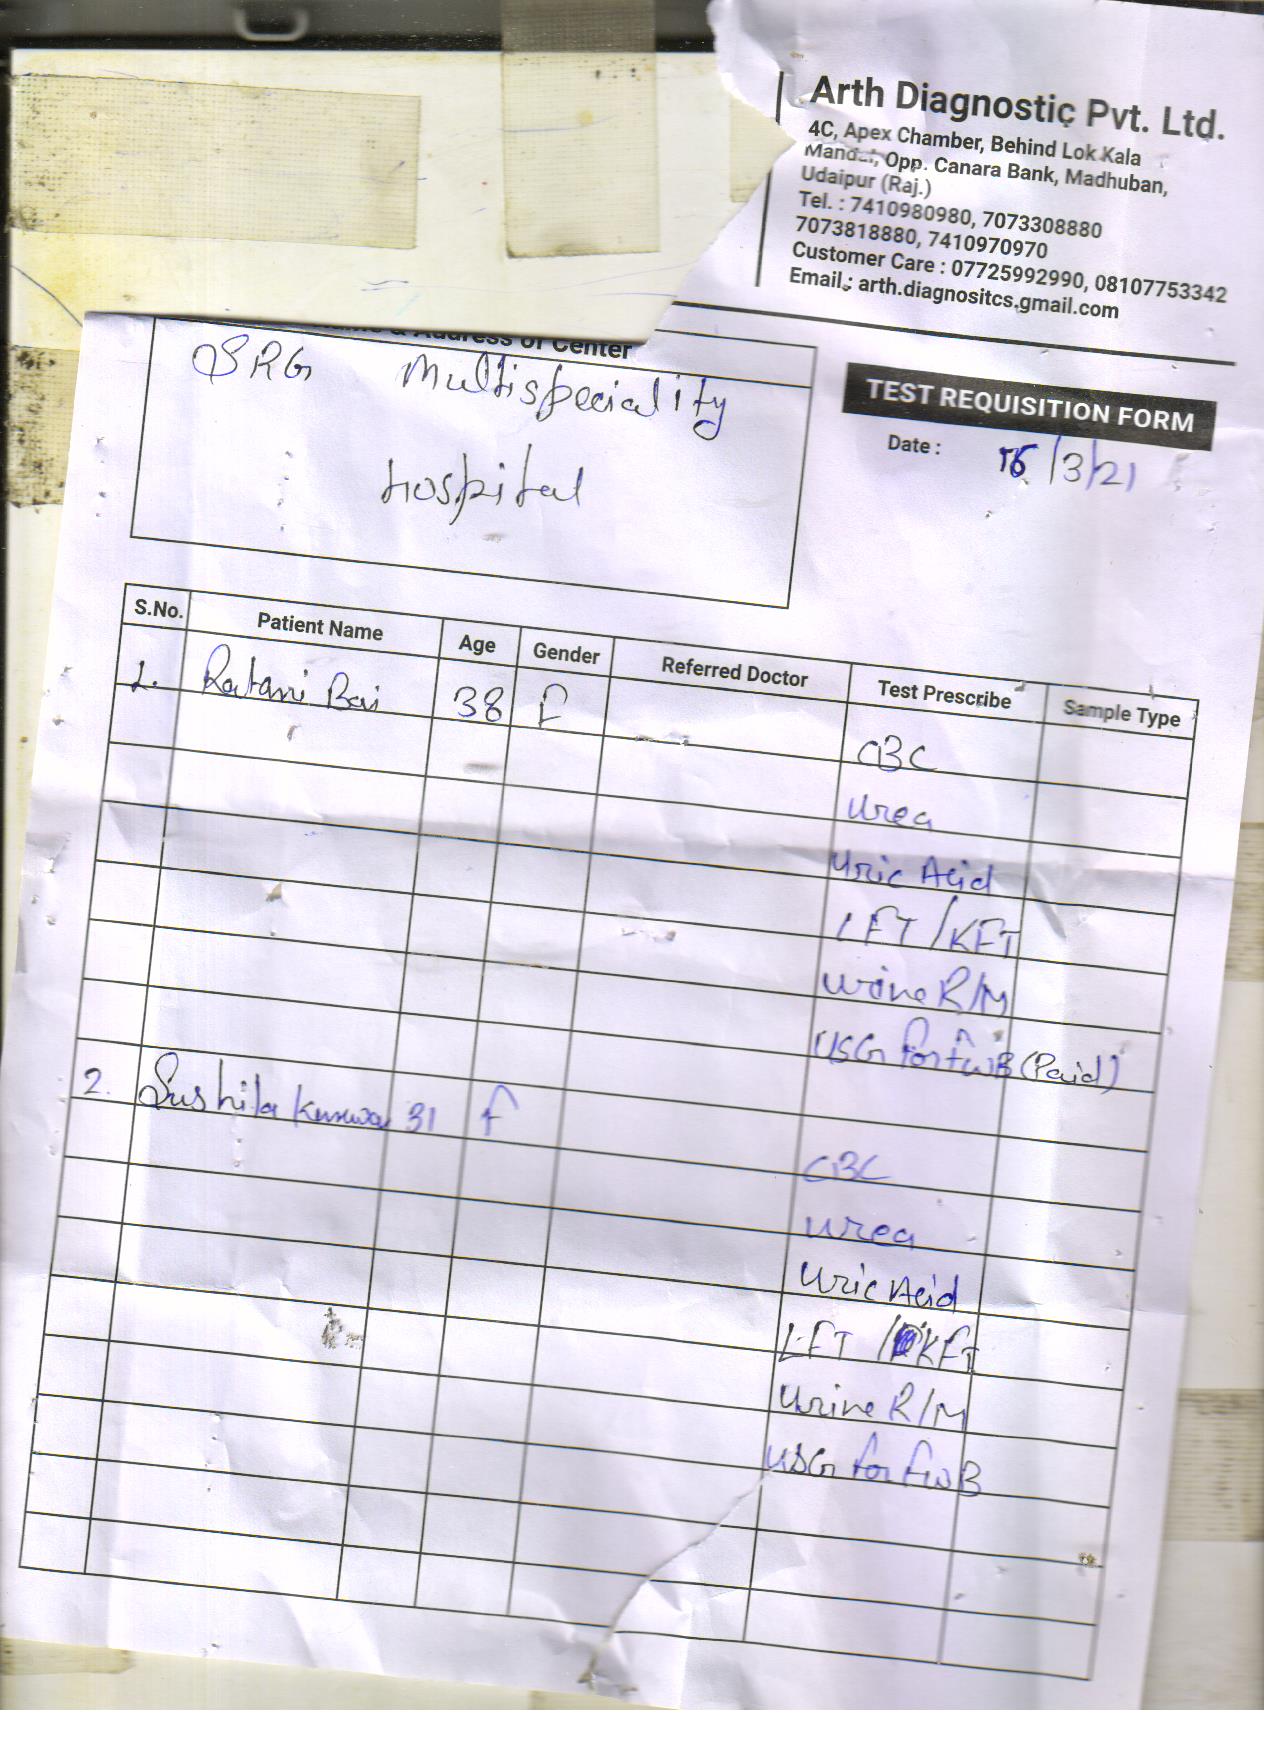 Arth Diagnostic Pvt. Ltd.
4C, Apex Chamber, Behind Lok Kala
Mandal, Opp. Canara Bank, Madhuban,
Udaipur (Raj.)
Tel. : 7410980980, 7073308880
7073818880, 7410970970
Customer Care : 07725992990, 08107753342
Email : arth.diagnositcs.gmail.com
& Address of Center
SRG Multispeciality
Hospital
TEST REQUISITION FORM
Date : /3/21
S.No. Patient Name Age Gender Referred Doctor Test Prescribe Sample Type
1. Ratani Bai 38 F
CBC
Urea
Uric Acid
LFT /KFT
Urine R/M
USG for FWB (Paid)
2. Sushila Kunwar 31 F
CBC
Urea
Uric Acid
LFT / KFT
Urine R/M
USG for FWB